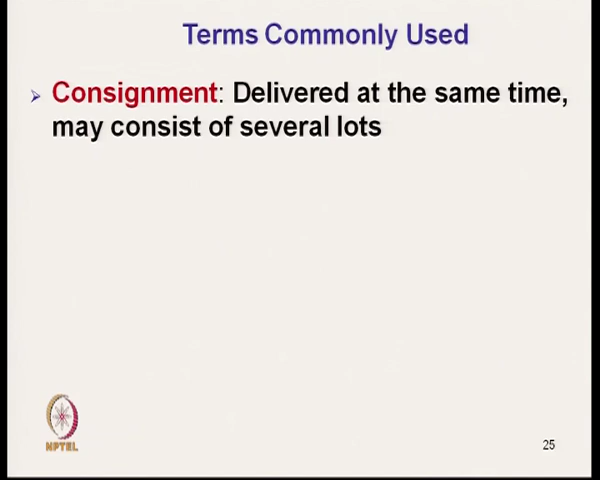 Terms Commonly Used
➢ Consignment: Delivered at the same time,
may consist of several lots
NPTEL
25